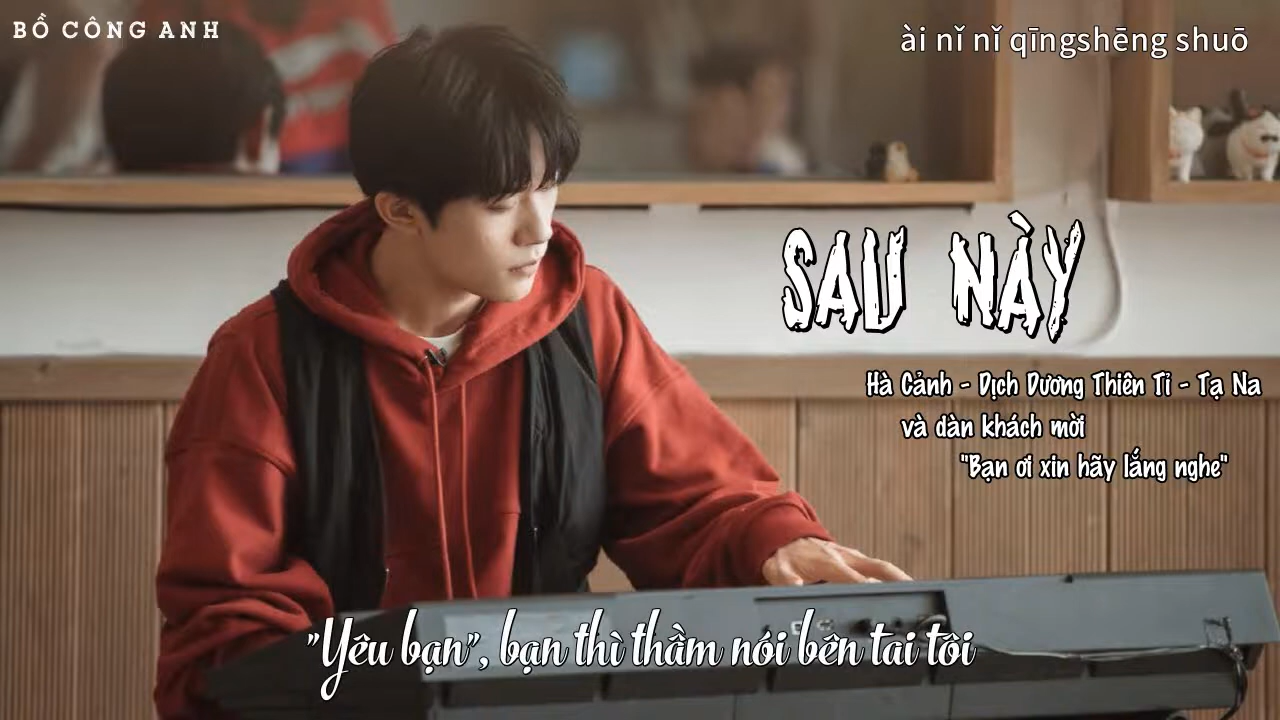 BỒ CÔNG ANH
ài nǐ nǐ qīngshēng shuō
SAU NÀY
Hà Cảnh - Dịch Dương Thiên Tỉ - Tạ Na
và dàn khách mời
"Bạn ơi xin hãy lắng nghe"
"Yêu bạn", bạn thì thầm nói bên tai tôi